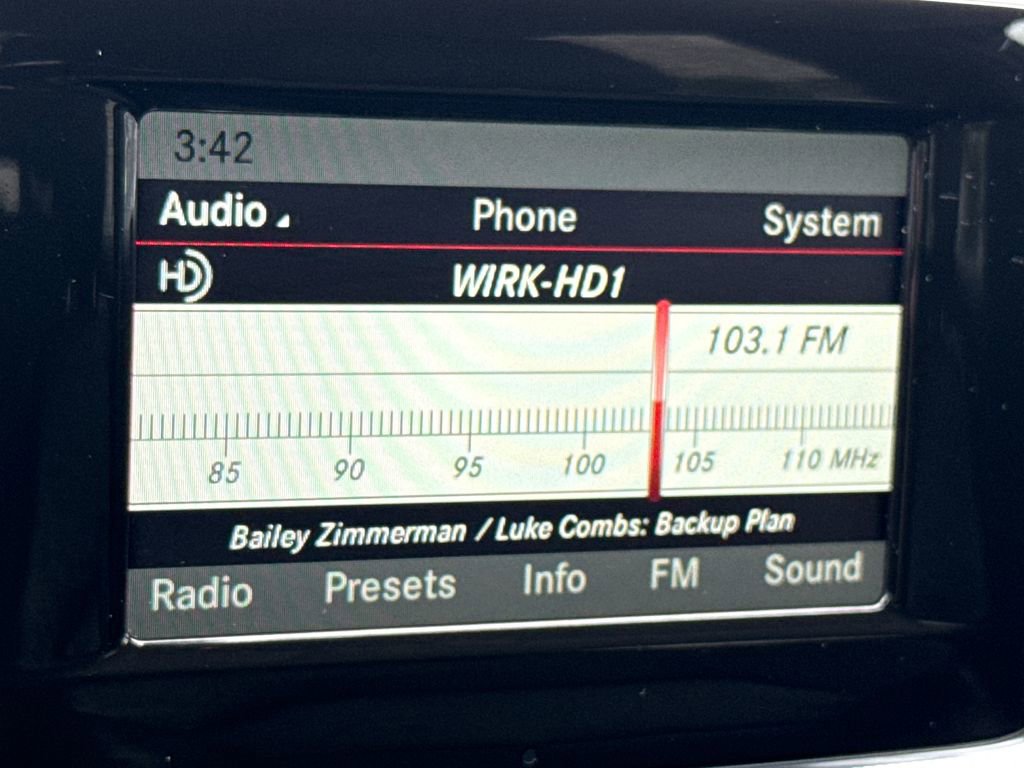 3:42
Audio Phone System
HD WIRK-HD1
103.1 FM
85 90 95 100 105 110 MHz
Bailey Zimmerman / Luke Combs: Backup Plan
Radio Presets Info FM Sound